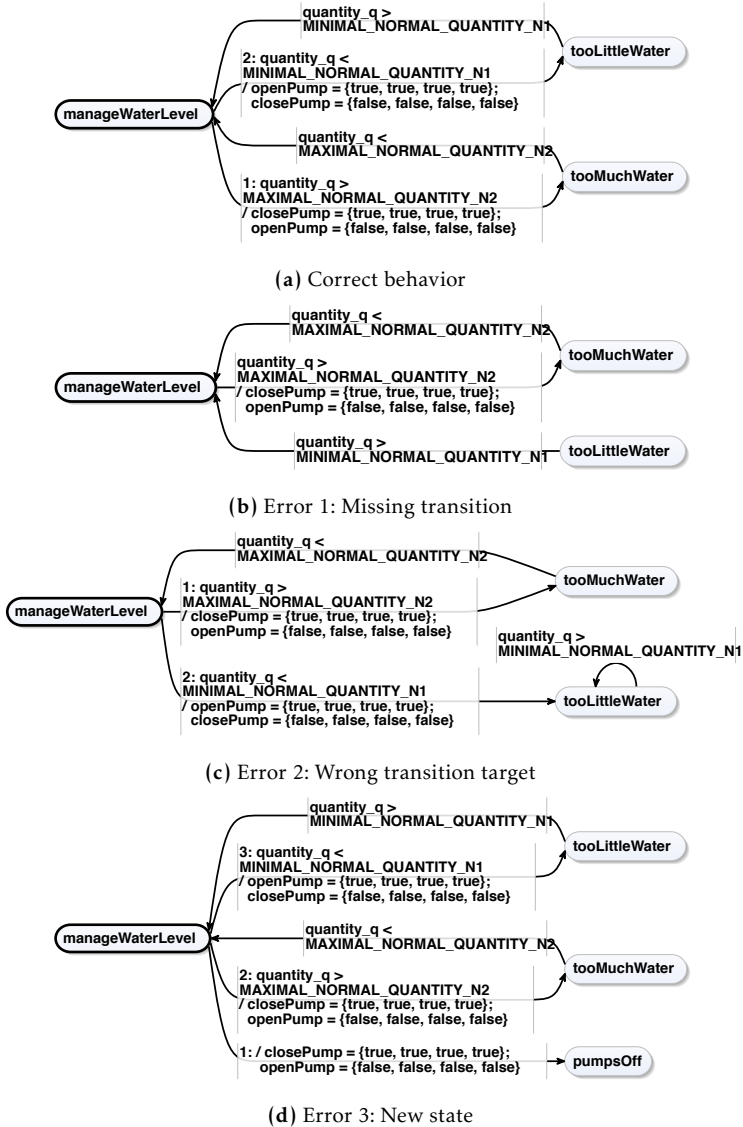 quantity_q >
MINIMAL_NORMAL_QUANTITY_N1
tooLittleWater
2: quantity_q <
MINIMAL_NORMAL_QUANTITY_N1
/ openPump = {true, true, true, true};
closePump = {false, false, false, false}
manageWaterLevel
quantity_q <
MAXIMAL_NORMAL_QUANTITY_N2
tooMuchWater
1: quantity_q >
MAXIMAL_NORMAL_QUANTITY_N2
/ closePump = {true, true, true, true};
openPump = {false, false, false, false}
(a) Correct behavior
quantity_q <
MAXIMAL_NORMAL_QUANTITY_N2
tooMuchWater
quantity_q >
MAXIMAL_NORMAL_QUANTITY_N2
/ closePump = {true, true, true, true};
openPump = {false, false, false, false}
manageWaterLevel
quantity_q >
MINIMAL_NORMAL_QUANTITY_N1
tooLittleWater
(b) Error 1: Missing transition
quantity_q <
MAXIMAL_NORMAL_QUANTITY_N2
tooMuchWater
1: quantity_q >
MAXIMAL_NORMAL_QUANTITY_N2
/ closePump = {true, true, true, true};
openPump = {false, false, false, false}
manageWaterLevel
quantity_q >
MINIMAL_NORMAL_QUANTITY_N1
2: quantity_q <
MINIMAL_NORMAL_QUANTITY_N1
/ openPump = {true, true, true, true};
closePump = {false, false, false, false}
tooLittleWater
(c) Error 2: Wrong transition target
quantity_q >
MINIMAL_NORMAL_QUANTITY_N1
tooLittleWater
3: quantity_q <
MINIMAL_NORMAL_QUANTITY_N1
/ openPump = {true, true, true, true};
closePump = {false, false, false, false}
manageWaterLevel
quantity_q <
MAXIMAL_NORMAL_QUANTITY_N2
tooMuchWater
2: quantity_q >
MAXIMAL_NORMAL_QUANTITY_N2
/ closePump = {true, true, true, true};
openPump = {false, false, false, false}
1: / closePump = {true, true, true, true};
openPump = {false, false, false, false}
pumpsOff
(d) Error 3: New state